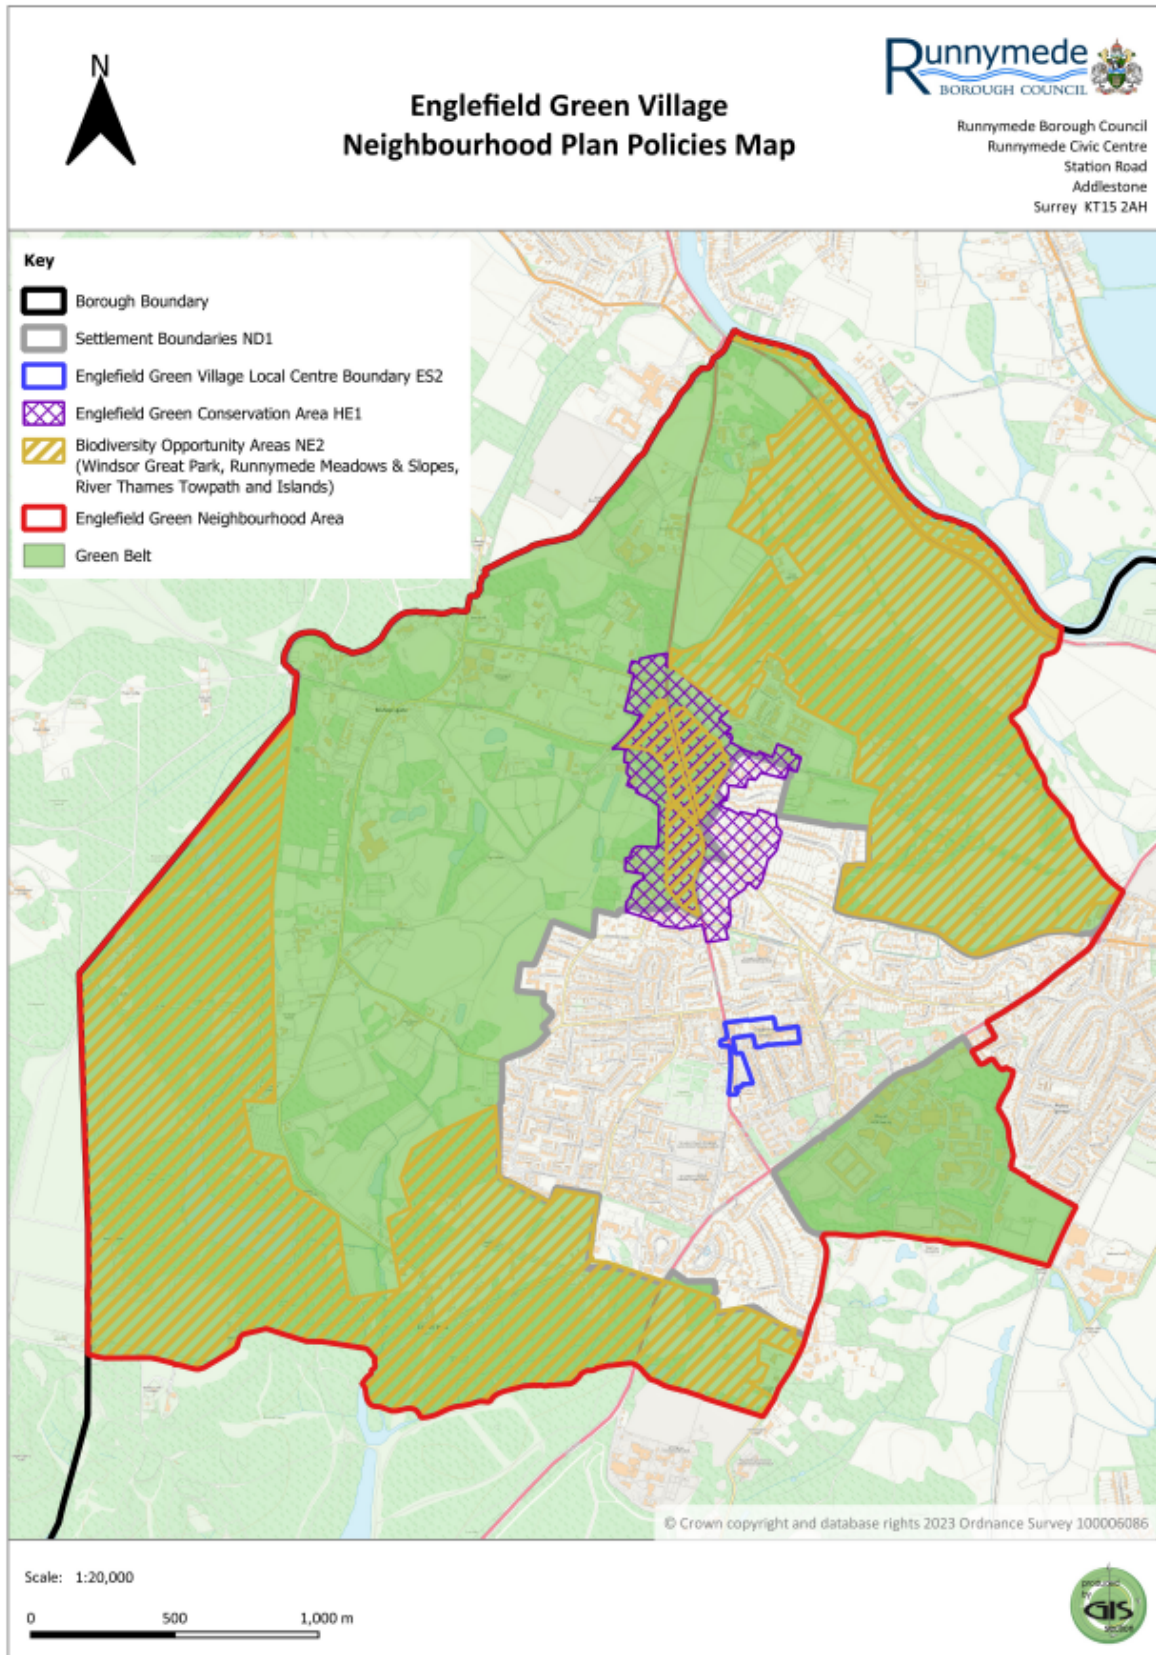 N
Englefield Green Village
Neighbourhood Plan Policies Map
Runnymede
BOROUGH COUNCIL
Runnymede Borough Council
Runnymede Civic Centre
Station Road
Addlestone
Surrey KT15 2AH
Key
Borough Boundary
Settlement Boundaries ND1
Englefield Green Village Local Centre Boundary ES2
Englefield Green Conservation Area HE1
Biodiversity Opportunity Areas NE2
(Windsor Great Park, Runnymede Meadows & Slopes,
River Thames Towpath and Islands)
Englefield Green Neighbourhood Area
Green Belt
© Crown copyright and database rights 2023 Ordnance Survey 100006086
Scale: 1:20,000
0 500 1,000 m
produced
by
GIS
section